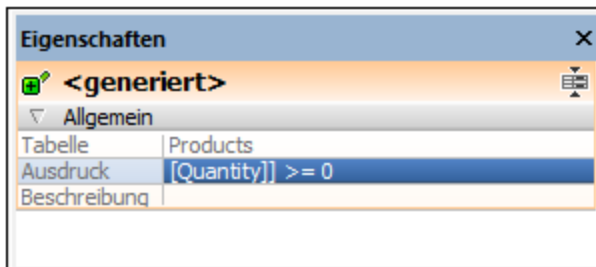 Eigenschaften
<generiert>
Allgemein
Tabelle Products
Ausdruck [Quantity]] >= 0
Beschreibung